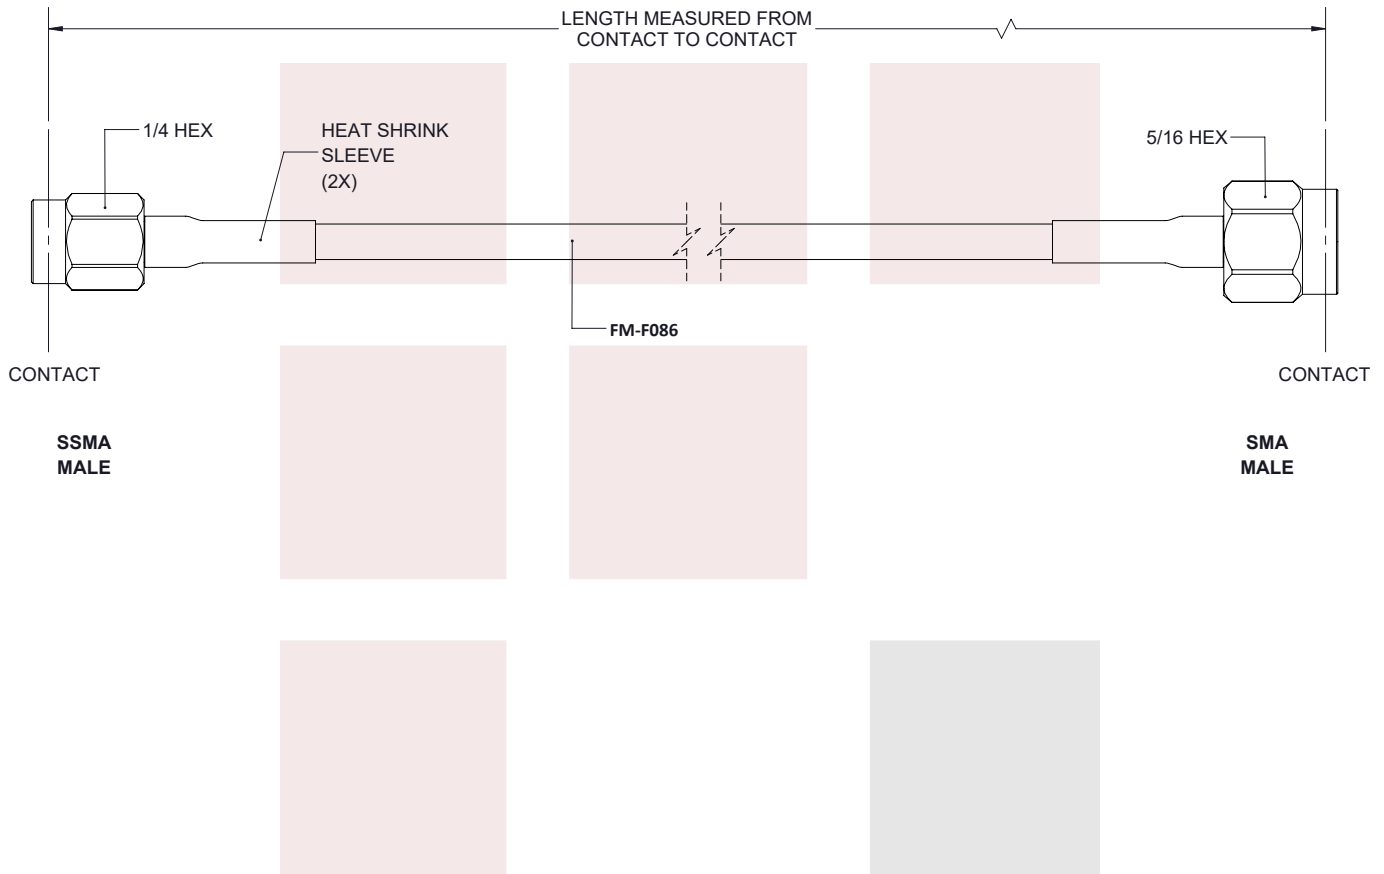 LENGTH MEASURED FROM
CONTACT TO CONTACT
1/4 HEX
HEAT SHRINK
SLEEVE
(2X)
5/16 HEX
FM-F086
CONTACT
CONTACT
SSMA
MALE
SMA
MALE